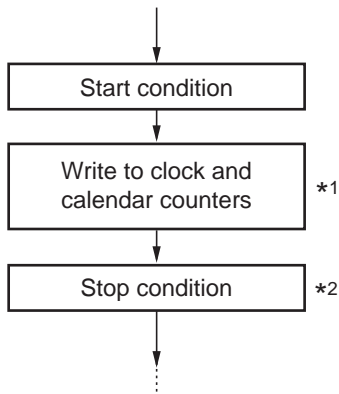 Start condition
Write to clock and
calendar counters
*1
Stop condition
*2